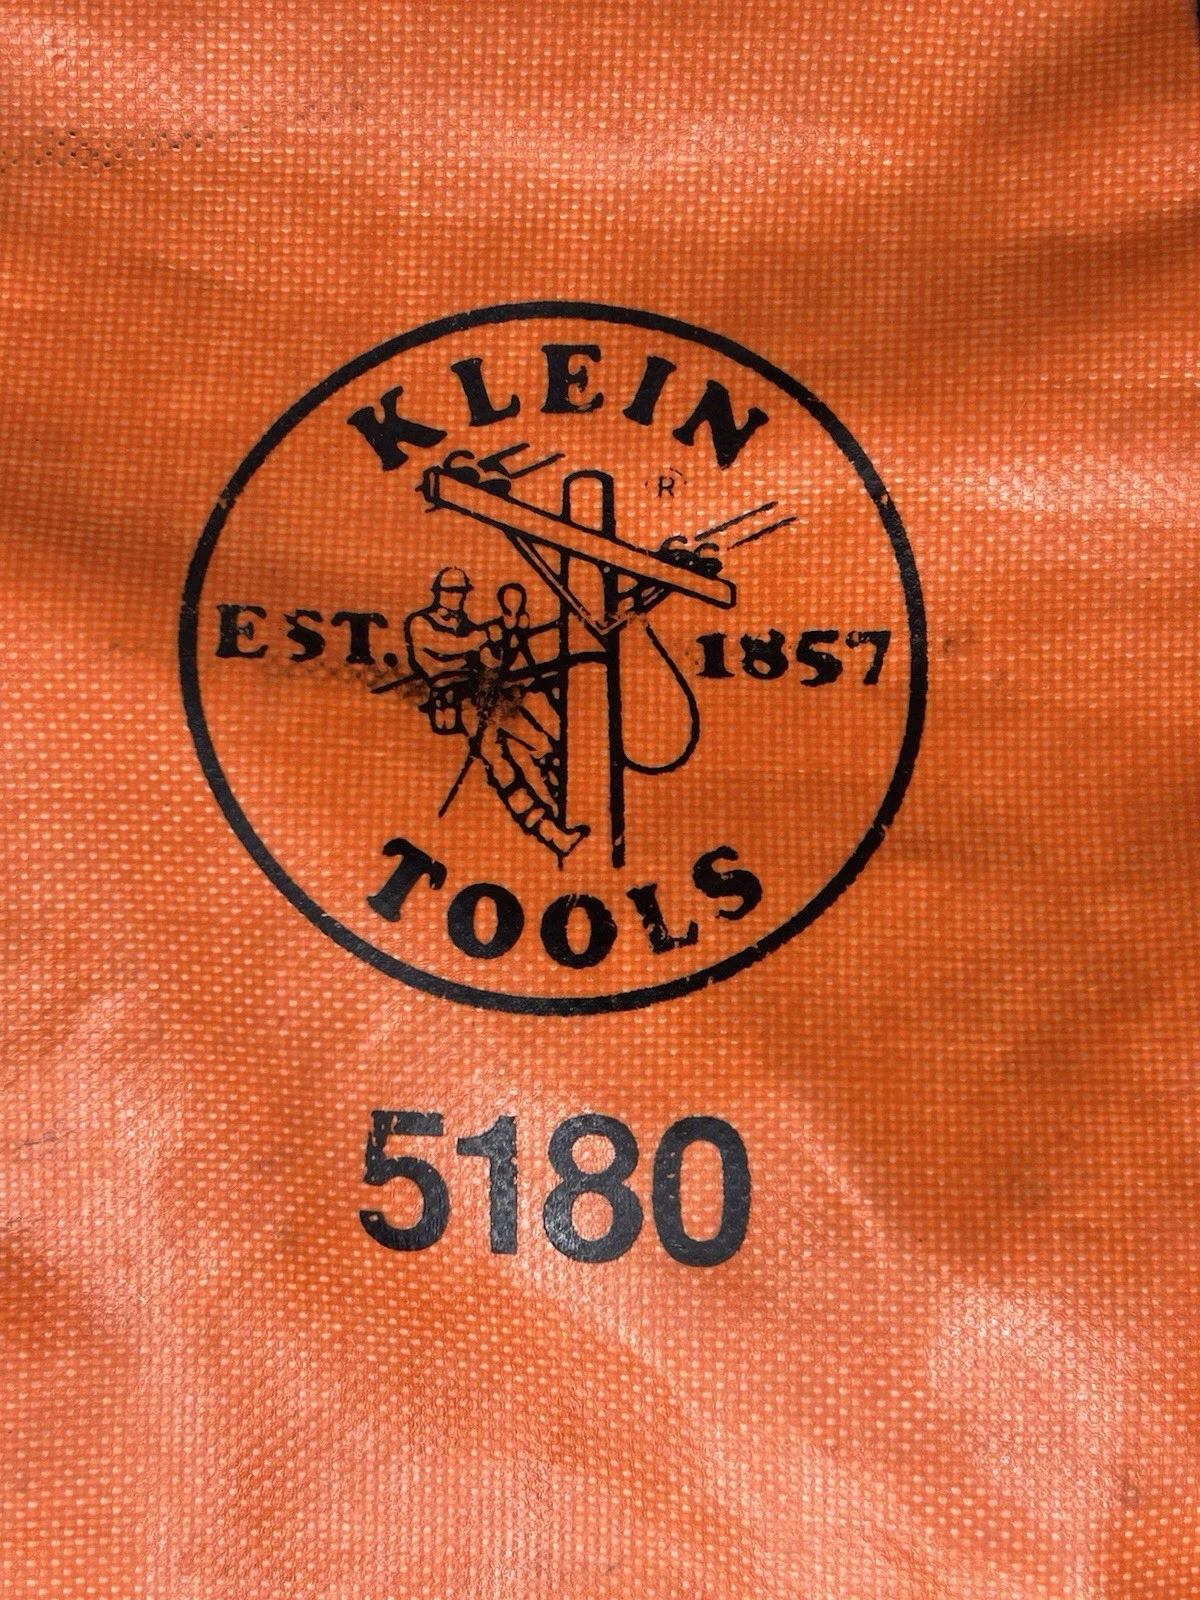 KLEIN
®
EST. 1857
TOOLS
5180